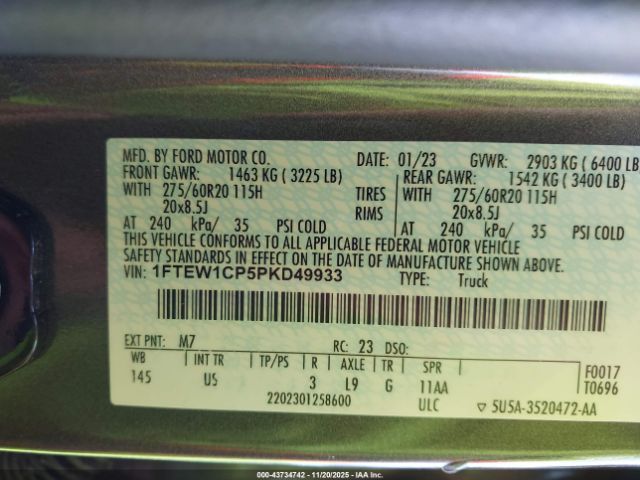 MFD. BY FORD MOTOR CO. DATE: 01/23 GVWR: 2903 KG ( 6400 LB)
FRONT GAWR: 1463 KG ( 3225 LB) REAR GAWR: 1542 KG ( 3400 LB)
WITH 275/60R20 115H TIRES WITH 275/60R20 115H
20x8.5J RIMS 20x8.5J
AT 240 kPa/ 35 PSI COLD AT 240 kPa/ 35 PSI COLD
THIS VEHICLE CONFORMS TO ALL APPLICABLE FEDERAL MOTOR VEHICLE
SAFETY STANDARDS IN EFFECT ON THE DATE OF MANUFACTURE SHOWN ABOVE.
VIN: 1FTEW1CP5PKD49933 TYPE: Truck
EXT PNT: M7 RC: 23 DSO:
WB INT TR TP/PS R AXLE TR SPR F0017
145 US 3 L9 G 11AA T0696
2202301258600 ULC ▽ 5U5A-3520472-AA
000-43734742 | 11/20/2025 | IAA Inc.